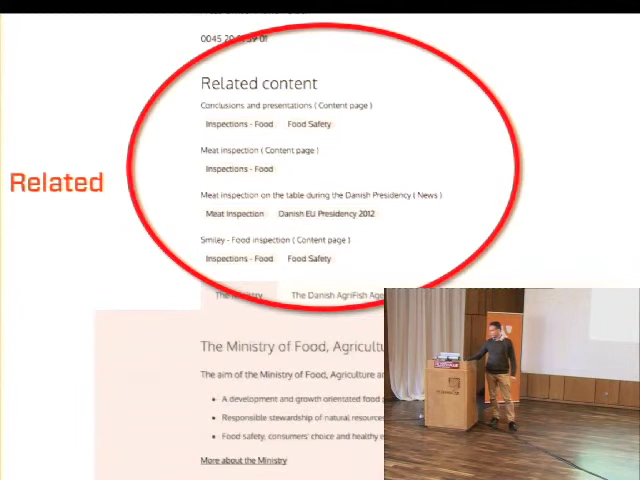 Related content
Conclusions and presentations ( Content page )
Inspections - Food Food Safety
Meat inspection ( Content page )
Inspections - Food
Related
Meat inspection on the table during the Danish Presidency ( News )
Meat Inspection Danish EU Presidency 2012
Smiley - Food inspection ( Content page )
Inspections - Food Food Safety
The Ministry The Danish AgriFish
The Ministry of Food,
The aim of the Ministry of Food, Agriculture
A development and growth orientated food
Responsible stewardship of natural resources
Food safety, consumers' choice and healthy
More about the Ministry